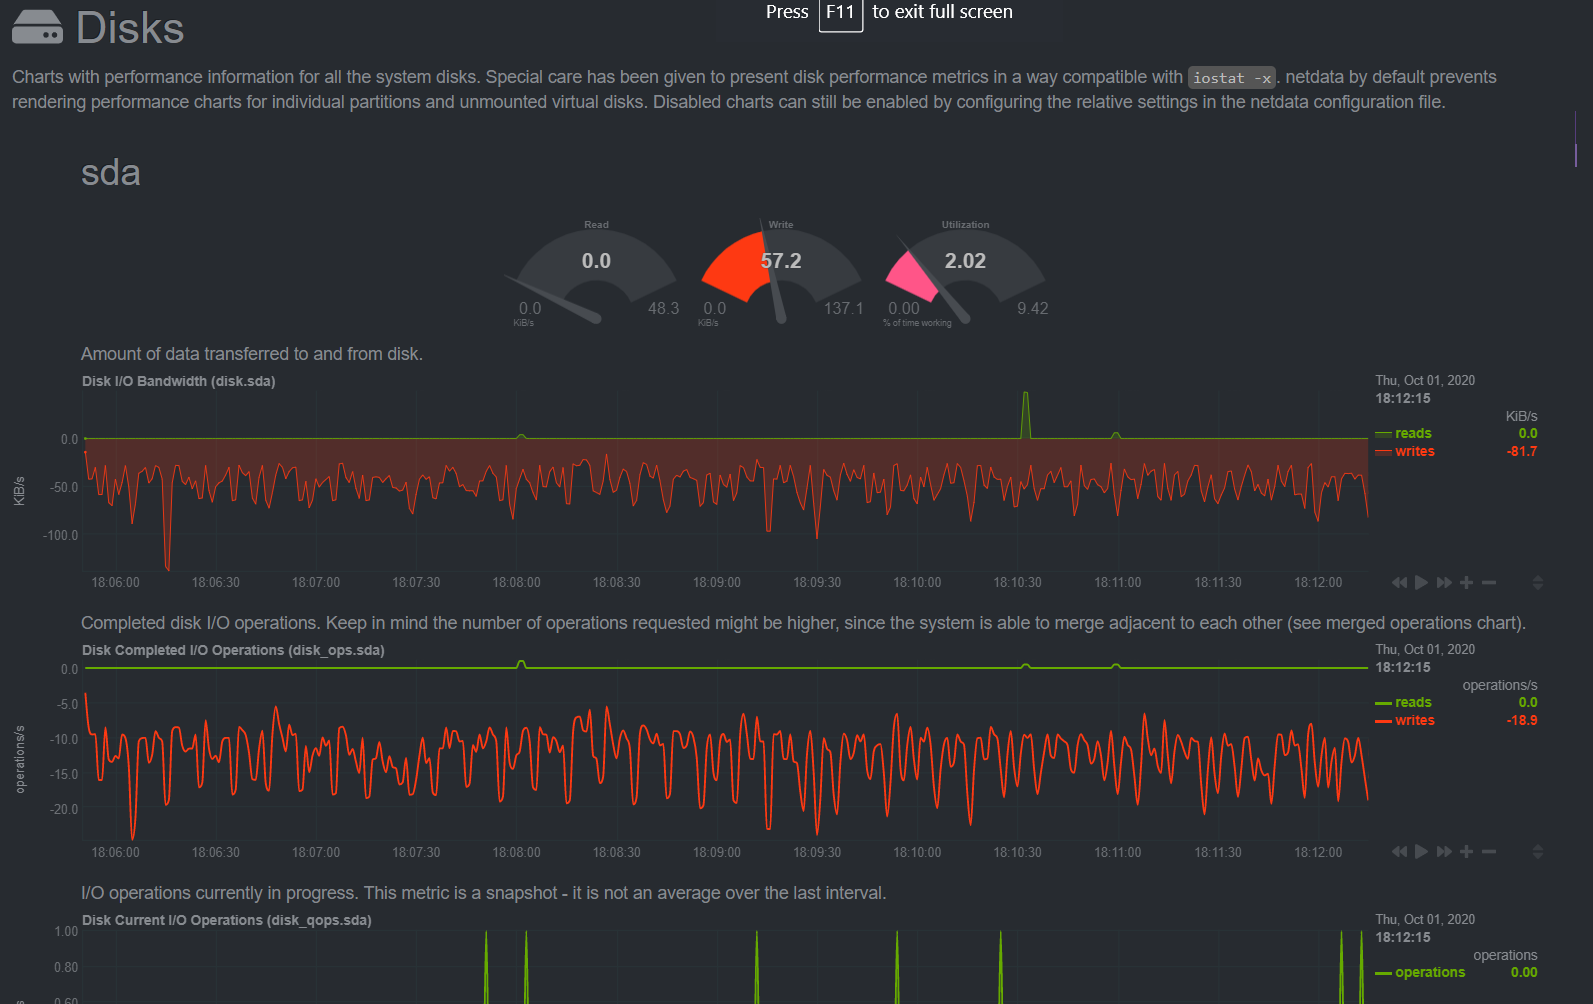 Press F11 to exit full screen
Disks
Charts with performance information for all the system disks. Special care has been given to present disk performance metrics in a way compatible with iostat -x. netdata by default prevents
rendering performance charts for individual partitions and unmounted virtual disks. Disabled charts can still be enabled by configuring the relative settings in the netdata configuration file.
sda
Read Write Utilization
0.0 57.2 2.02
0.0 48.3 0.0 137.1 0.00 9.42
KiB/s KiB/s % of time working
Amount of data transferred to and from disk.
Disk I/O Bandwidth (disk.sda)
Thu, Oct 01, 2020
18:12:15
KiB/s
reads 0.0
writes -81.7
0.0
-50.0
-100.0
KiB/s
18:06:00 18:06:30 18:07:00 18:07:30 18:08:00 18:08:30 18:09:00 18:09:30 18:10:00 18:10:30 18:11:00 18:11:30 18:12:00
Completed disk I/O operations. Keep in mind the number of operations requested might be higher, since the system is able to merge adjacent to each other (see merged operations chart).
Disk Completed I/O Operations (disk_ops.sda)
Thu, Oct 01, 2020
18:12:15
operations/s
reads 0.0
writes -18.9
0.0
-5.0
-10.0
-15.0
-20.0
operations/s
18:06:00 18:06:30 18:07:00 18:07:30 18:08:00 18:08:30 18:09:00 18:09:30 18:10:00 18:10:30 18:11:00 18:11:30 18:12:00
I/O operations currently in progress. This metric is a snapshot - it is not an average over the last interval.
Disk Current I/O Operations (disk_qops.sda)
Thu, Oct 01, 2020
18:12:15
operations
operations 0.00
1.00
0.80
0.60